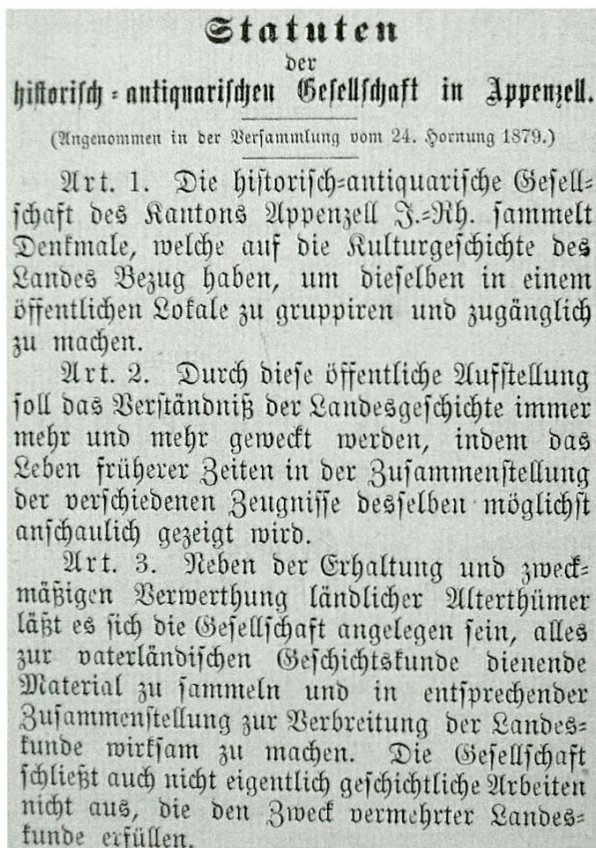 Statuten
der
historisch-antiquarischen Gesellschaft in Appenzell.
(Angenommen in der Versammlung vom 24. Hornung 1879.)
Art. 1. Die historisch-antiquarische Gesell-
schaft des Kantons Appenzell I.-Rh. sammelt
Denkmale, welche auf die Kulturgeschichte des
Landes Bezug haben, um dieselben in einem
öffentlichen Lokale zu gruppiren und zugänglich
zu machen.
Art. 2. Durch diese öffentliche Aufstellung
soll das Verständniß der Landesgeschichte immer
mehr und mehr geweckt werden, indem das
Leben früherer Zeiten in der Zusammenstellung
der verschiedenen Zeugnisse desselben möglichst
anschaulich gezeigt wird.
Art. 3. Neben der Erhaltung und zweck-
mäßigen Verwerthung ländlicher Alterthümer
läßt es sich die Gesellschaft angelegen sein, alles
zur vaterländischen Geschichtskunde dienende
Material zu sammeln und in entsprechender
Zusammenstellung zur Verbreitung der Landes-
kunde wirksam zu machen. Die Gesellschaft
schließt auch nicht eigentlich geschichtliche Arbeiten
nicht aus, die den Zweck vermehrter Landes-
kunde erfüllen.